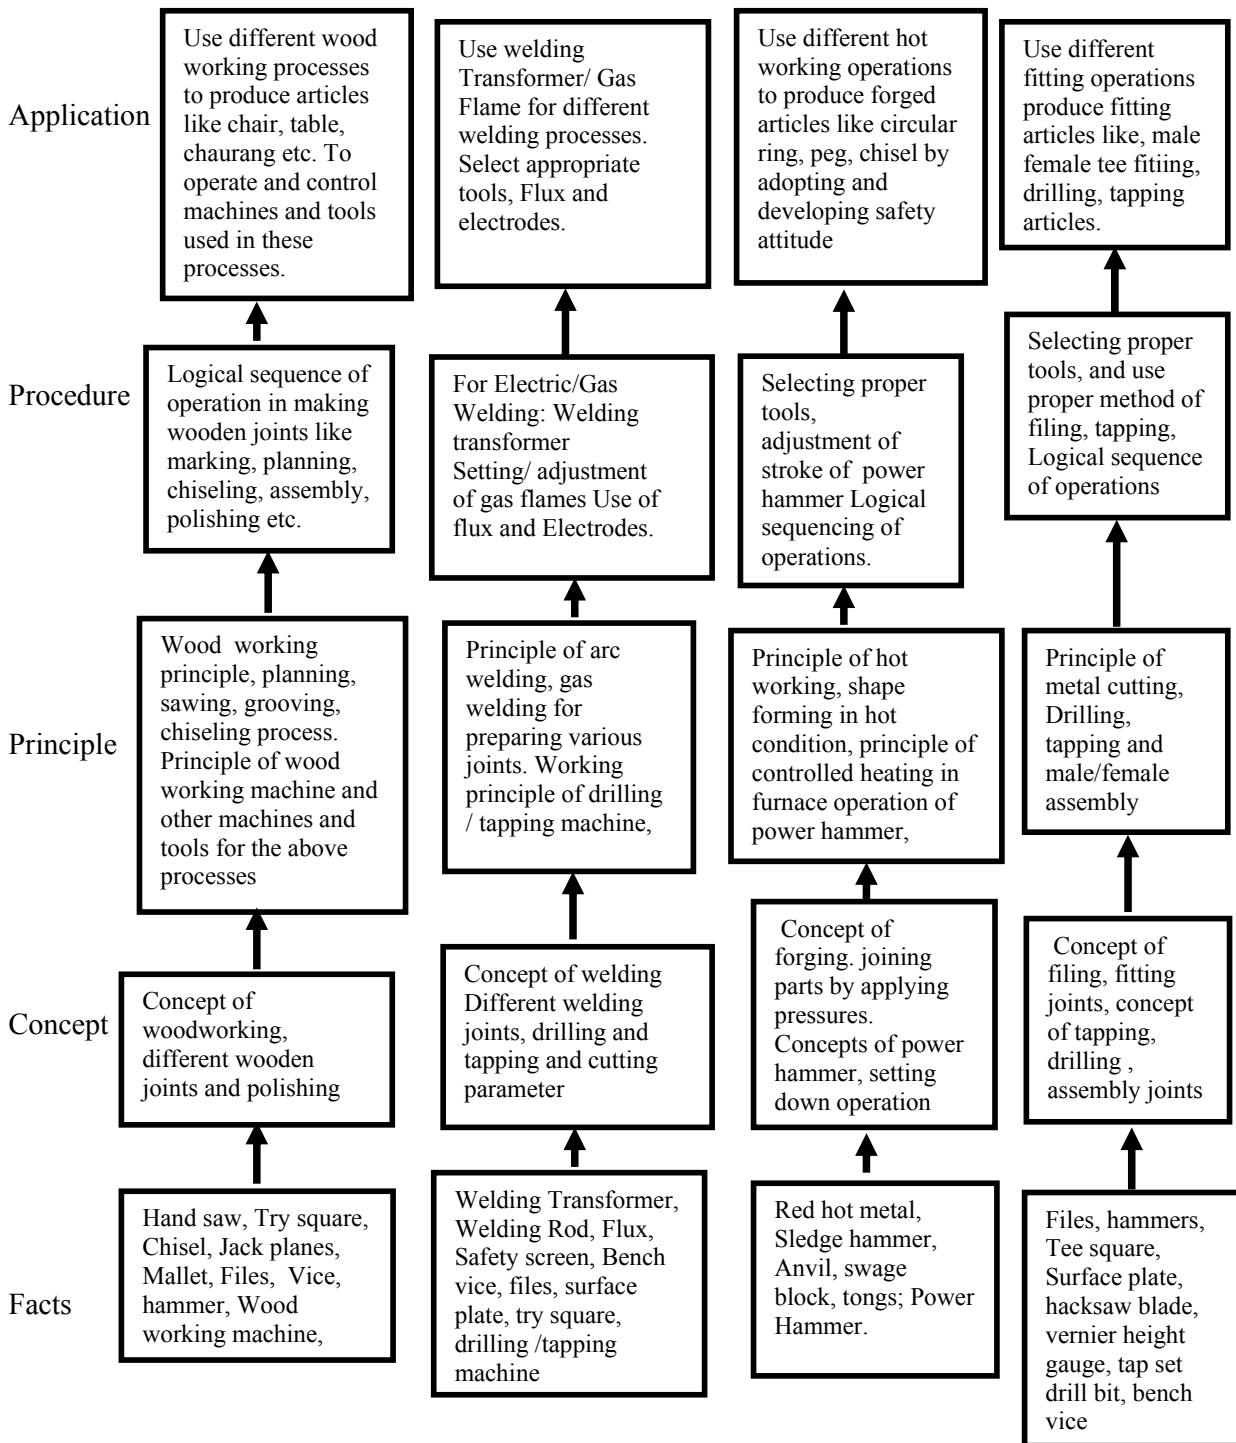 Application
Use different wood
working processes
to produce articles
like chair, table,
chaurang etc. To
operate and control
machines and tools
used in these
processes.
Use welding
Transformer/ Gas
Flame for different
welding processes.
Select appropriate
tools, Flux and
electrodes.
Use different hot
working operations
to produce forged
articles like circular
ring, peg, chisel by
adopting and
developing safety
attitude
Use different
fitting operations
produce fitting
articles like, male
female tee fitiing,
drilling, tapping
articles.
Procedure
Logical sequence of
operation in making
wooden joints like
marking, planning,
chiseling, assembly,
polishing etc.
For Electric/Gas
Welding: Welding
transformer
Setting/ adjustment
of gas flames Use of
flux and Electrodes.
Selecting proper
tools,
adjustment of
stroke of power
hammer Logical
sequencing of
operations.
Selecting proper
tools, and use
proper method of
filing, tapping,
Logical sequence
of operations
Principle
Wood working
principle, planning,
sawing, grooving,
chiseling process.
Principle of wood
working machine and
other machines and
tools for the above
processes
Principle of arc
welding, gas
welding for
preparing various
joints. Working
principle of drilling
/ tapping machine,
Principle of hot
working, shape
forming in hot
condition, principle of
controlled heating in
furnace operation of
power hammer,
Principle of
metal cutting,
Drilling,
tapping and
male/female
assembly
Concept
Concept of
woodworking,
different wooden
joints and polishing
Concept of welding
Different welding
joints, drilling and
tapping and cutting
parameter
Concept of
forging. joining
parts by applying
pressures.
Concepts of power
hammer, setting
down operation
Concept of
filing, fitting
joints, concept
of tapping,
drilling ,
assembly joints
Facts
Hand saw, Try square,
Chisel, Jack planes,
Mallet, Files, Vice,
hammer, Wood
working machine,
Welding Transformer,
Welding Rod, Flux,
Safety screen, Bench
vice, files, surface
plate, try square,
drilling /tapping
machine
Red hot metal,
Sledge hammer,
Anvil, swage
block, tongs; Power
Hammer.
Files, hammers,
Tee square,
Surface plate,
hacksaw blade,
vernier height
gauge, tap set
drill bit, bench
vice